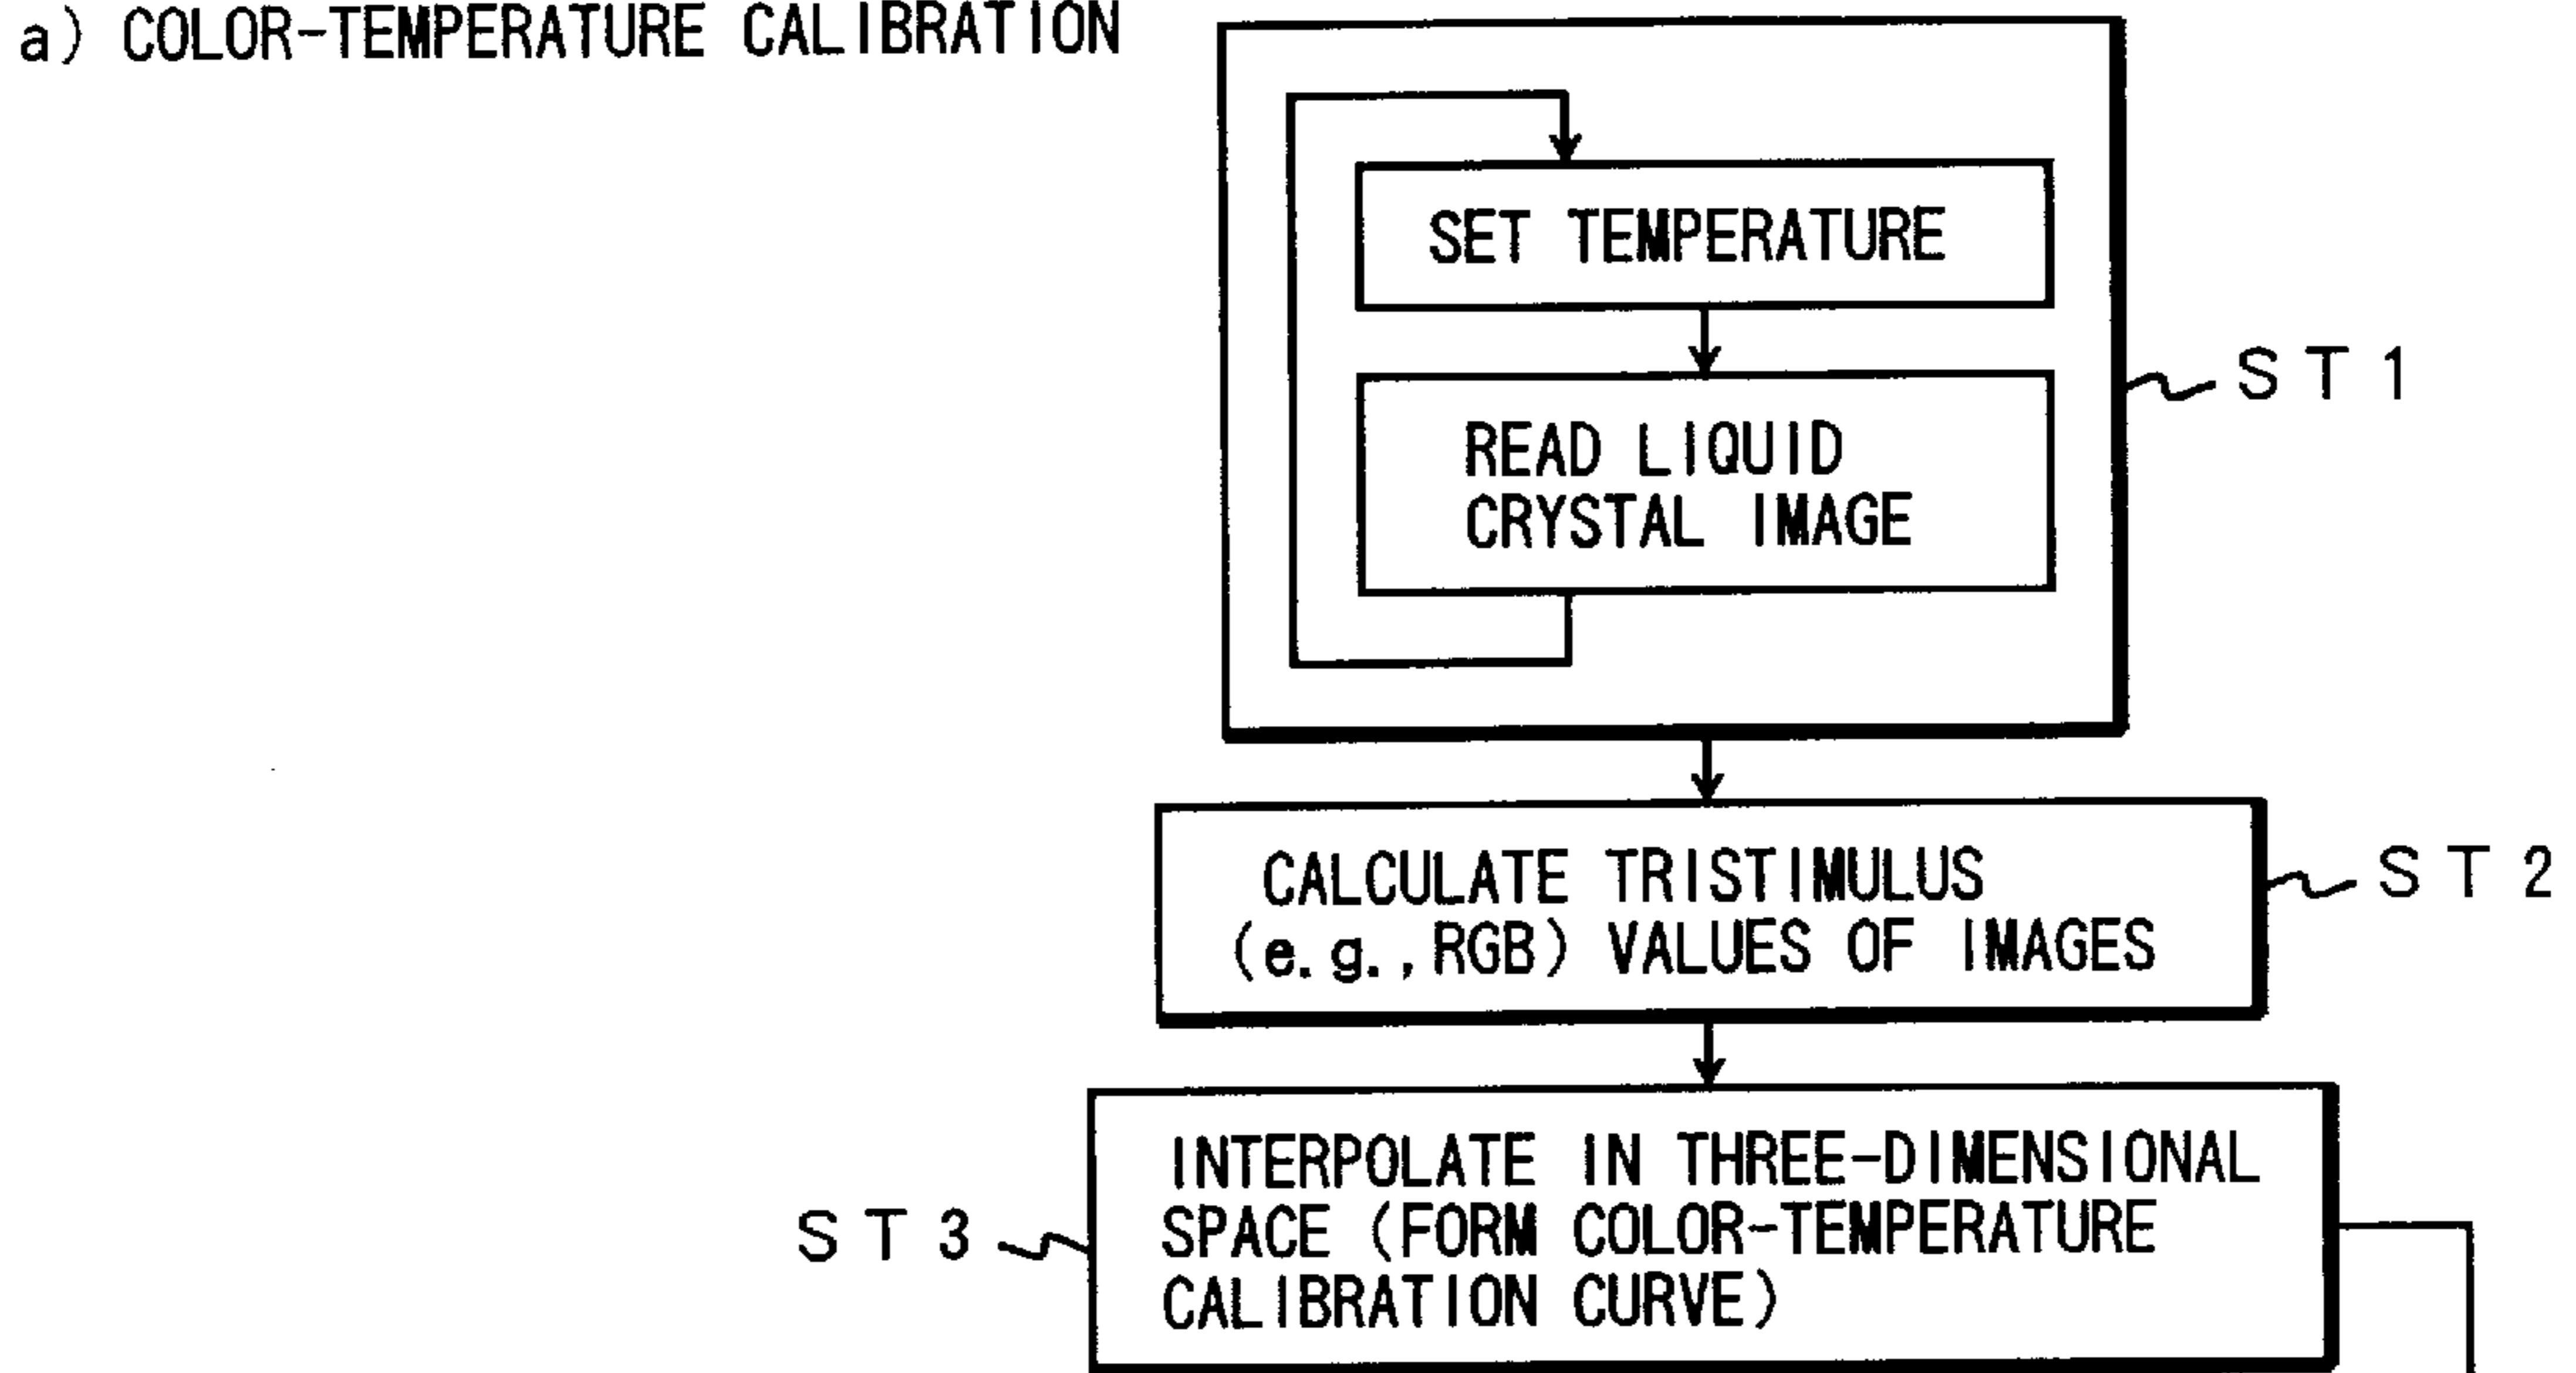 a) COLOR-TEMPERATURE CALIBRATION
SET TEMPERATURE
READ LIQUID
CRYSTAL IMAGE
ST1
CALCULATE TRISTIMULUS
(e.g.,RGB) VALUES OF IMAGES
ST2
INTERPOLATE IN THREE-DIMENSIONAL
SPACE (FORM COLOR-TEMPERATURE
CALIBRATION CURVE)
ST3